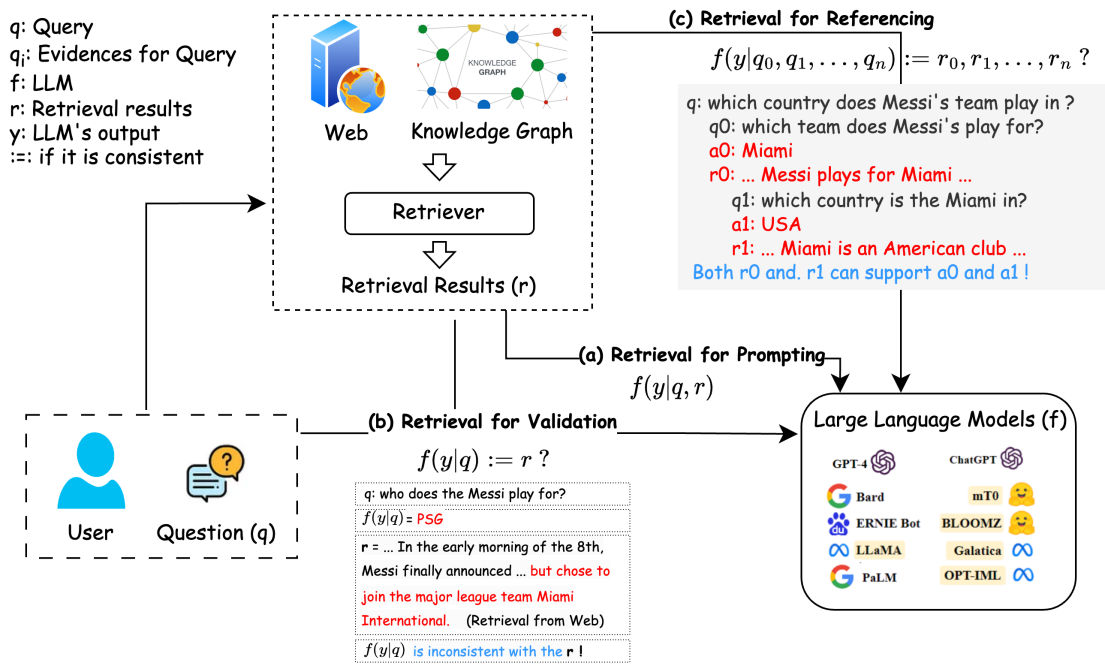 q: Query
qi: Evidences for Query
f: LLM
r: Retrieval results
y: LLM's output
:=: if it is consistent
Web
KNOWLEDGE
GRAPH
Knowledge Graph
Retriever
Retrieval Results (r)
(c) Retrieval for Referencing
f(y|q0, q1, . . . , qn) := r0, r1, . . . , rn ?
q: which country does Messi's team play in ?
q0: which team does Messi's play for?
a0: Miami
r0: ... Messi plays for Miami ...
q1: which country is the Miami in?
a1: USA
r1: ... Miami is an American club ...
Both r0 and. r1 can support a0 and a1 !
(a) Retrieval for Prompting
f(y|q, r)
User
Question (q)
(b) Retrieval for Validation
f(y|q) := r ?
q: who does the Messi play for?
f(y|q) = PSG
r = ... In the early morning of the 8th,
Messi finally announced ... but chose to
join the major league team Miami
International. (Retrieval from Web)
f(y|q) is inconsistent with the r !
Large Language Models (f)
GPT-4
ChatGPT
Bard
mT0
ERNIE Bot
BLOOMZ
LLaMA
Galatica
PaLM
OPT-IML